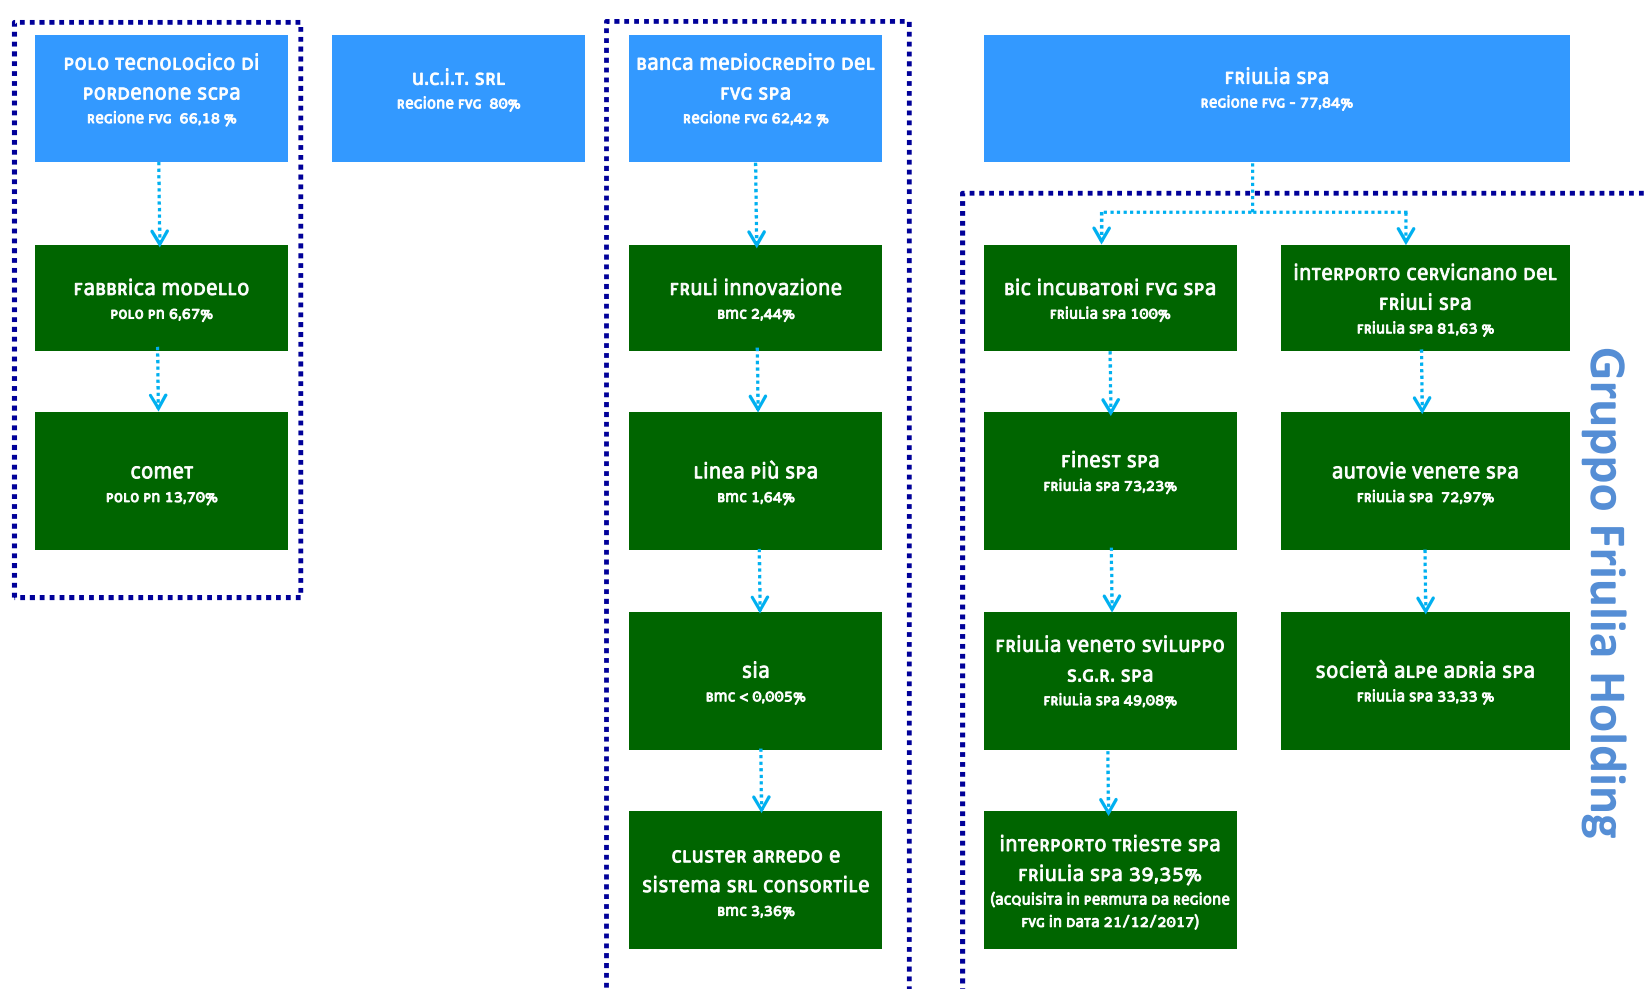 POLO TECNOLOGICO DI
PORDENONE SCPA
REGIONE FVG 66,18 %
FABBRICA MODELLO
POLO PN 6,67%
COMET
POLO PN 13,70%
U.C.I.T. SRL
REGIONE FVG 80%
BANCA MEDIOCREDITO DEL
FVG SPA
REGIONE FVG 62,42 %
FRULI INNOVAZIONE
BMC 2,44%
LINEA PIÙ SPA
BMC 1,64%
SIA
BMC < 0,005%
CLUSTER ARREDO E
SISTEMA SRL CONSORTILE
BMC 3,36%
FRIULIA SPA
REGIONE FVG - 77,84%
BIC INCUBATORI FVG SPA
FRIULIA SPA 100%
FINEST SPA
FRIULIA SPA 73,23%
FRIULIA VENETO SVILUPPO
S.G.R. SPA
FRIULIA SPA 49,08%
INTERPORTO TRIESTE SPA
FRIULIA SPA 39,35%
(ACQUISITA IN PERMUTA DA REGIONE
FVG IN DATA 21/12/2017)
INTERPORTO CERVIGNANO DEL
FRIULI SPA
FRIULIA SPA 81,63 %
AUTOVIE VENETE SPA
FRIULIA SPA 72,97%
SOCIETÀ ALPE ADRIA SPA
FRIULIA SPA 33,33 %
Gruppo Friulia Holding